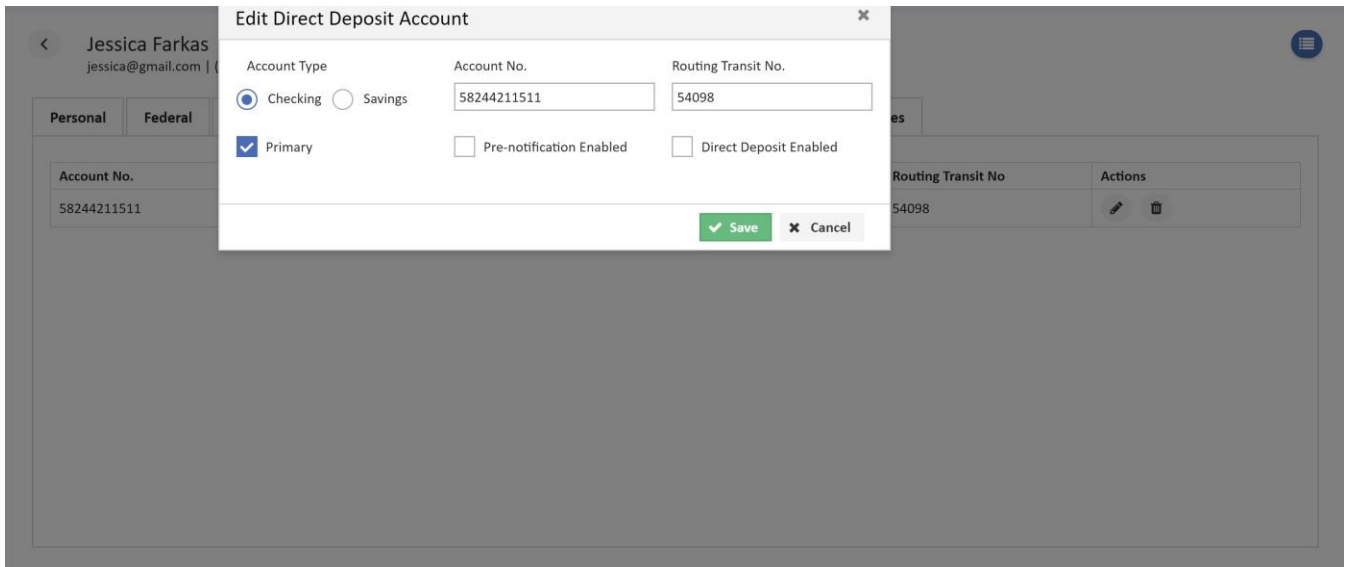 Edit Direct Deposit Account
Jessica Farkas
jessica@gmail.com | (
Account Type Account No. Routing Transit No.
Checking Savings 58244211511 54098
Personal Federal es
Primary Pre-notification Enabled Direct Deposit Enabled
Account No. Routing Transit No Actions
58244211511 54098
Save Cancel